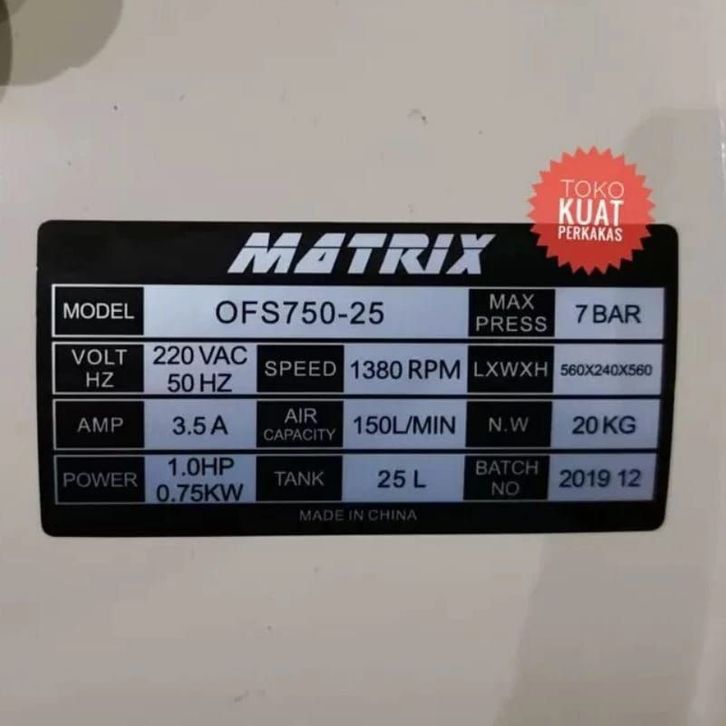 TOKO
KUAT
PERKAKAS
MATRIX
MODEL OFS750-25 MAX PRESS 7 BAR
VOLT HZ 220 VAC 50 HZ SPEED 1380 RPM LXWXH 560X240X560
AMP 3.5 A AIR CAPACITY 150L/MIN N.W 20 KG
POWER 1.0HP 0.75KW TANK 25 L BATCH NO 2019 12
MADE IN CHINA